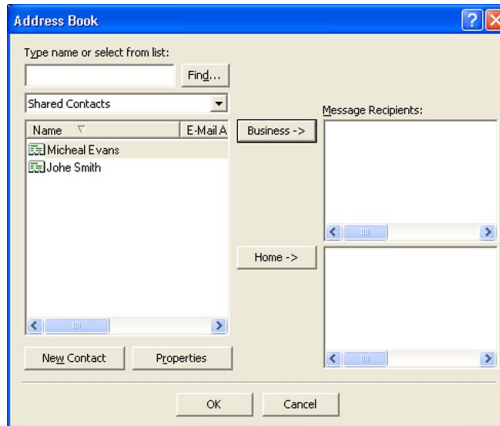 Address Book
Type name or select from list:
Find...
Shared Contacts
Name E-Mail A
Micheal Evans
Johe Smith
Business ->
Message Recipients:
Home ->
New Contact Properties
OK Cancel